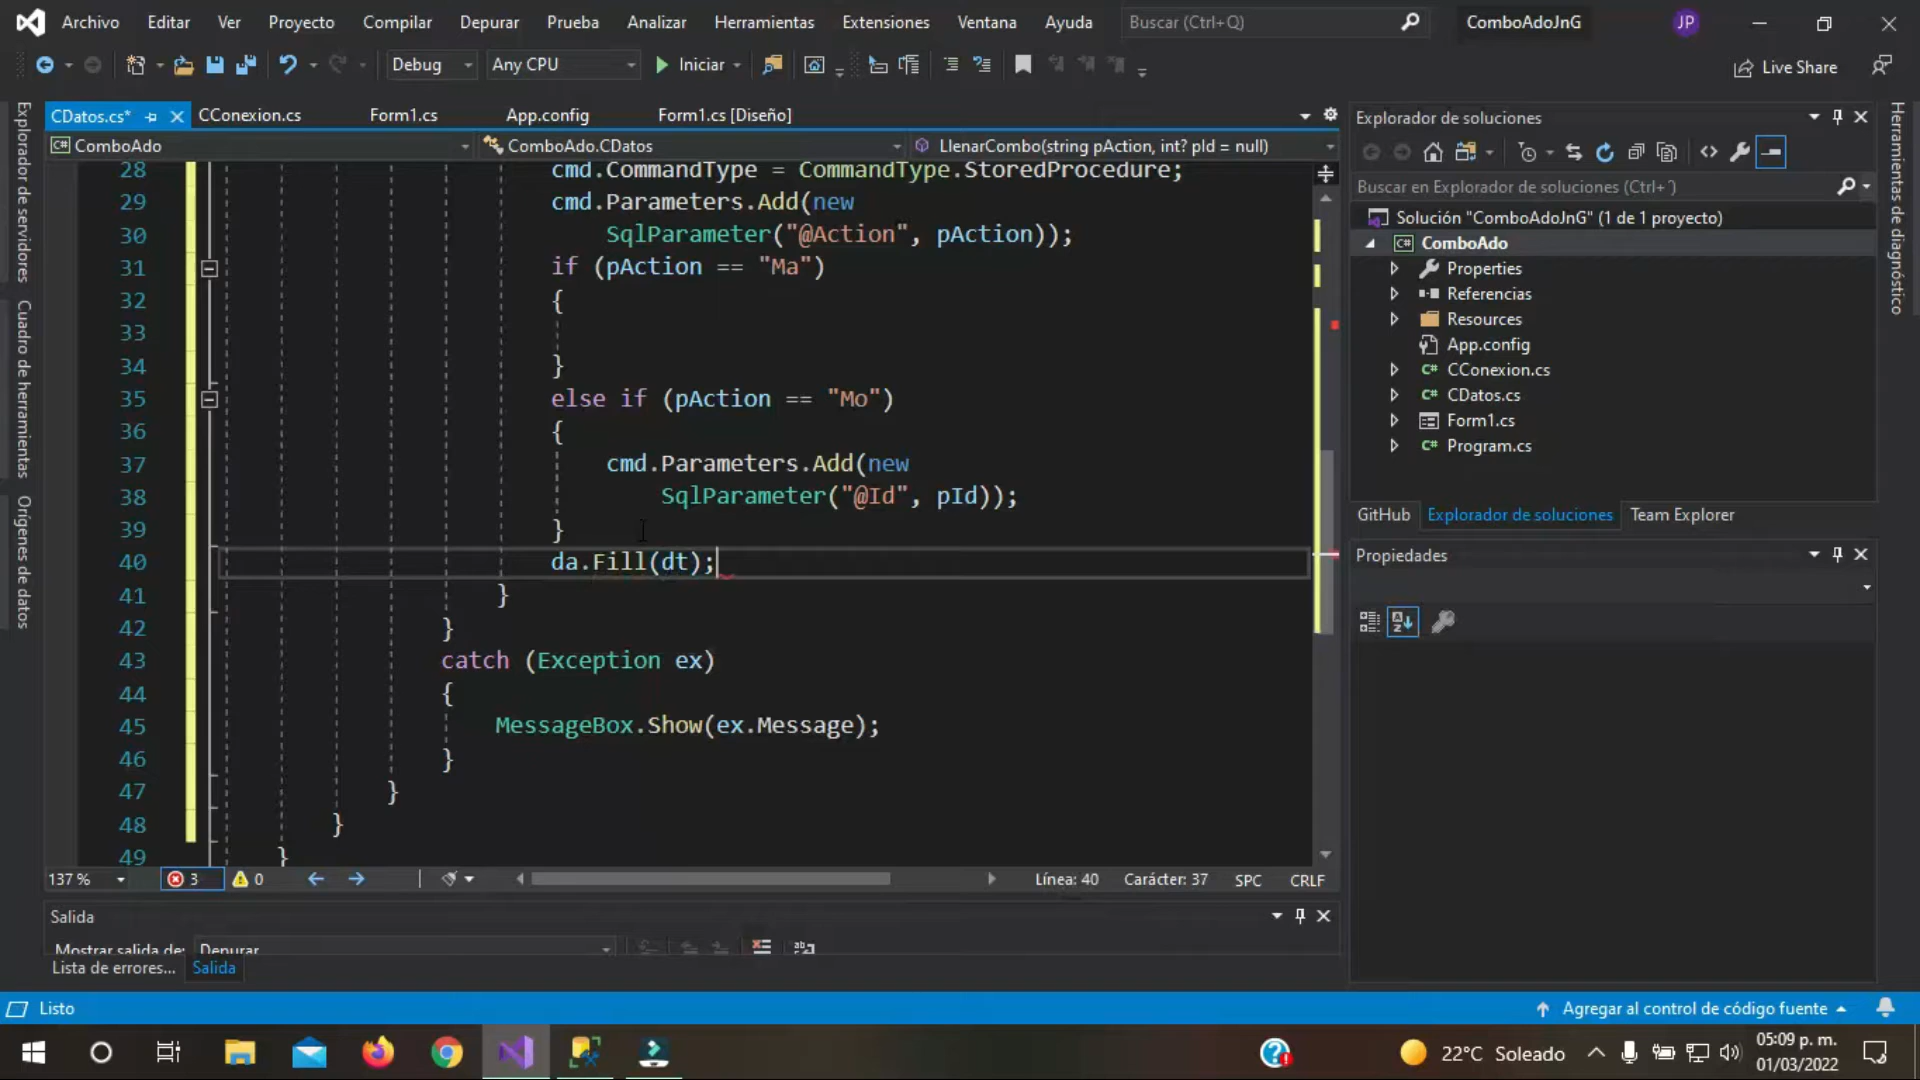 Archivo Editar Ver Proyecto Compilar Depurar Prueba Analizar Herramientas Extensiones Ventana Ayuda Buscar (Ctrl+Q) ComboAdoJnG JP
Debug Any CPU Iniciar Live Share
CDatos.cs* CConexion.cs Form1.cs App.config Form1.cs [Diseño]
ComboAdo ComboAdo.CDatos LlenarCombo(string pAction, int? pId = null)
28 cmd.CommandType = CommandType.StoredProcedure;
29 cmd.Parameters.Add(new
30 SqlParameter("@Action", pAction));
31 if (pAction == "Ma")
32 {
33
34 }
35 else if (pAction == "Mo")
36 {
37 cmd.Parameters.Add(new
38 SqlParameter("@Id", pId));
39 }
40 da.Fill(dt);
41 }
42 }
43 catch (Exception ex)
44 {
45 MessageBox.Show(ex.Message);
46 }
47 }
48 }
49 }
137 % 3 0 Línea: 40 Carácter: 37 SPC CRLF
Salida
Mostrar salida de: Depurar
Lista de errores... Salida
Explorador de servidores
Cuadro de herramientas
Orígenes de datos
Explorador de soluciones
Buscar en Explorador de soluciones (Ctrl+´)
Solución "ComboAdoJnG" (1 de 1 proyecto)
C# ComboAdo
Properties
Referencias
Resources
App.config
C# CConexion.cs
C# CDatos.cs
Form1.cs
C# Program.cs
GitHub Explorador de soluciones Team Explorer
Propiedades
Herramientas de diagnóstico
Listo Agregar al control de código fuente
22°C Soleado 05:09 p. m.
01/03/2022